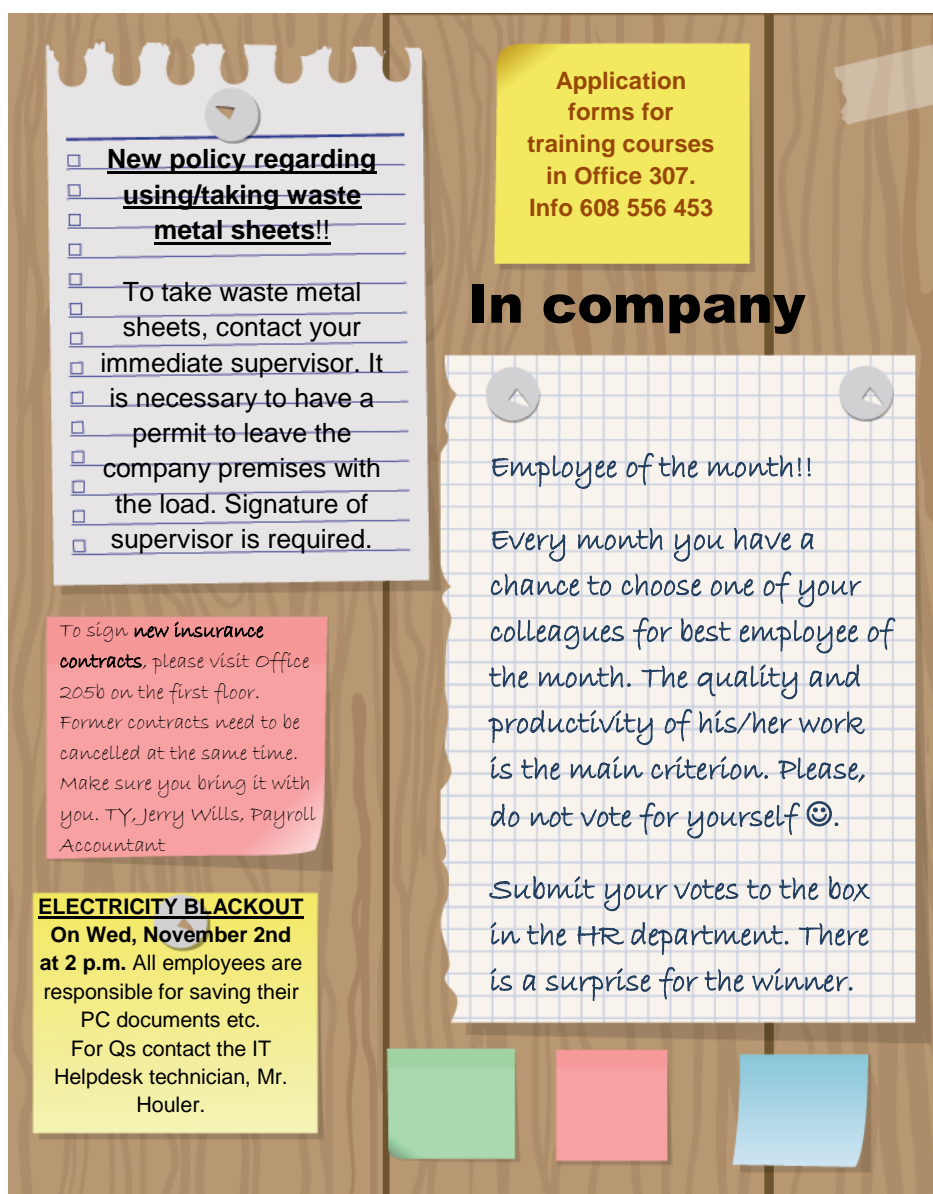 New policy regarding
using/taking waste
metal sheets!!
To take waste metal
sheets, contact your
immediate supervisor. It
is necessary to have a
permit to leave the
company premises with
the load. Signature of
supervisor is required.
Application
forms for
training courses
in Office 307.
Info 608 556 453
In company
Employee of the month!!
Every month you have a
chance to choose one of your
colleagues for best employee of
the month. The quality and
productivity of his/her work
is the main criterion. Please,
do not vote for yourself ☺.
Submit your votes to the box
in the HR department. There
is a surprise for the winner.
To sign new insurance
contracts, please visit Office
205b on the first floor.
Former contracts need to be
cancelled at the same time.
Make sure you bring it with
you. TY, Jerry Wills, Payroll
Accountant
ELECTRICITY BLACKOUT
On Wed, November 2nd
at 2 p.m. All employees are
responsible for saving their
PC documents etc.
For Qs contact the IT
Helpdesk technician, Mr.
Houler.